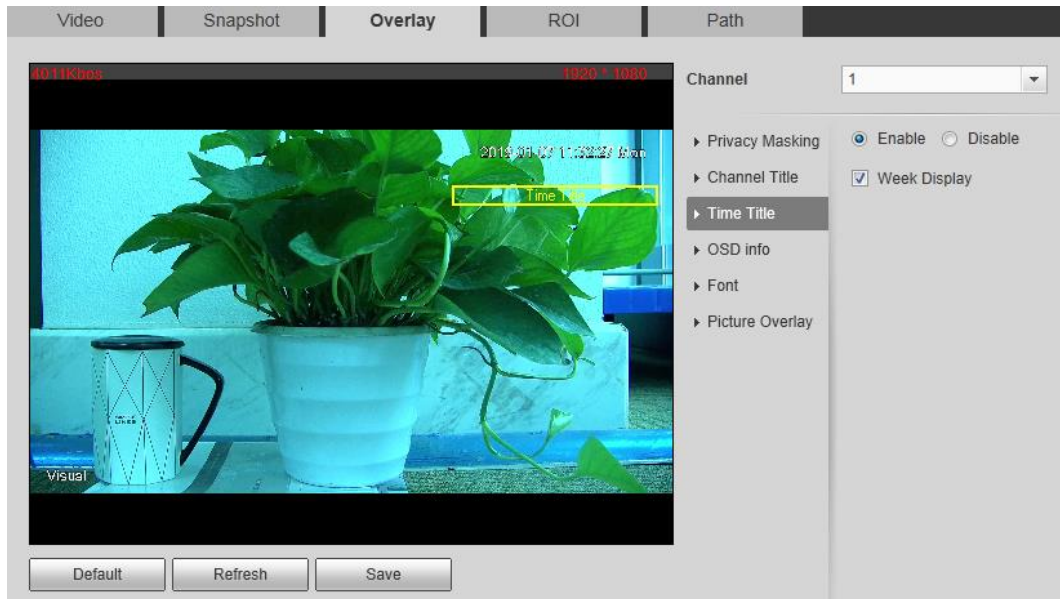 Video Snapshot Overlay ROI Path
4011Kbps 1920 * 1080
Channel 1
Privacy Masking
Enable Disable
Channel Title
Week Display
Time Title
Time Title
OSD info
Font
Picture Overlay
Visual
Default Refresh Save